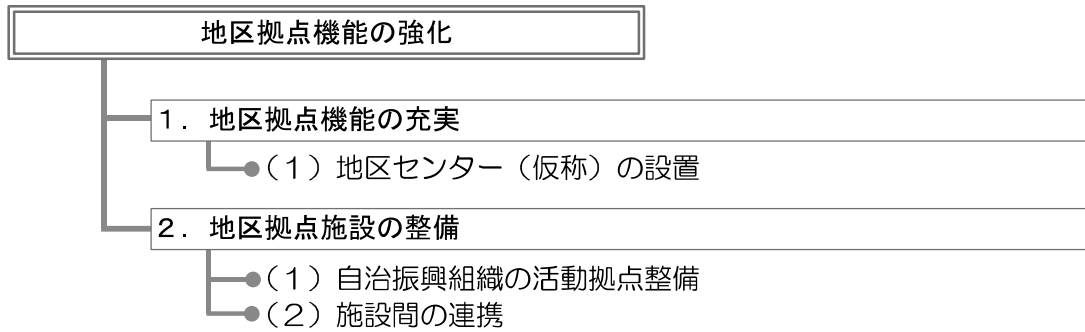 地区拠点機能の強化
１．地区拠点機能の充実
（１）地区センター（仮称）の設置
２．地区拠点施設の整備
（１）自治振興組織の活動拠点整備
（２）施設間の連携